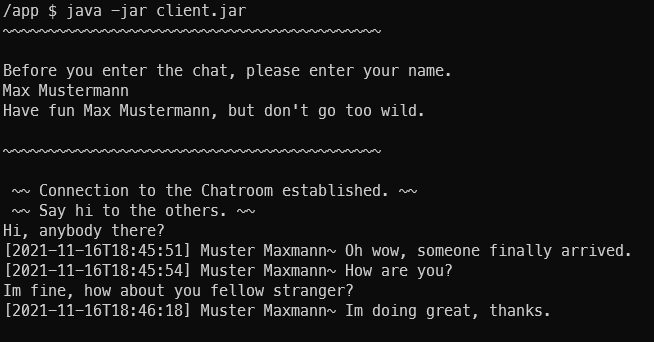 /app $ java -jar client.jar
~~~~~~~~~~~~~~~~~~~~~~~~~~~~~~~~~~~~~~~~~~
Before you enter the chat, please enter your name.
Max Mustermann
Have fun Max Mustermann, but don't go too wild.
~~~~~~~~~~~~~~~~~~~~~~~~~~~~~~~~~~~~~~~~~~
~~ Connection to the Chatroom established. ~~
~~ Say hi to the others. ~~
Hi, anybody there?
[2021-11-16T18:45:51] Muster Maxmann~ Oh wow, someone finally arrived.
[2021-11-16T18:45:54] Muster Maxmann~ How are you?
Im fine, how about you fellow stranger?
[2021-11-16T18:46:18] Muster Maxmann~ Im doing great, thanks.